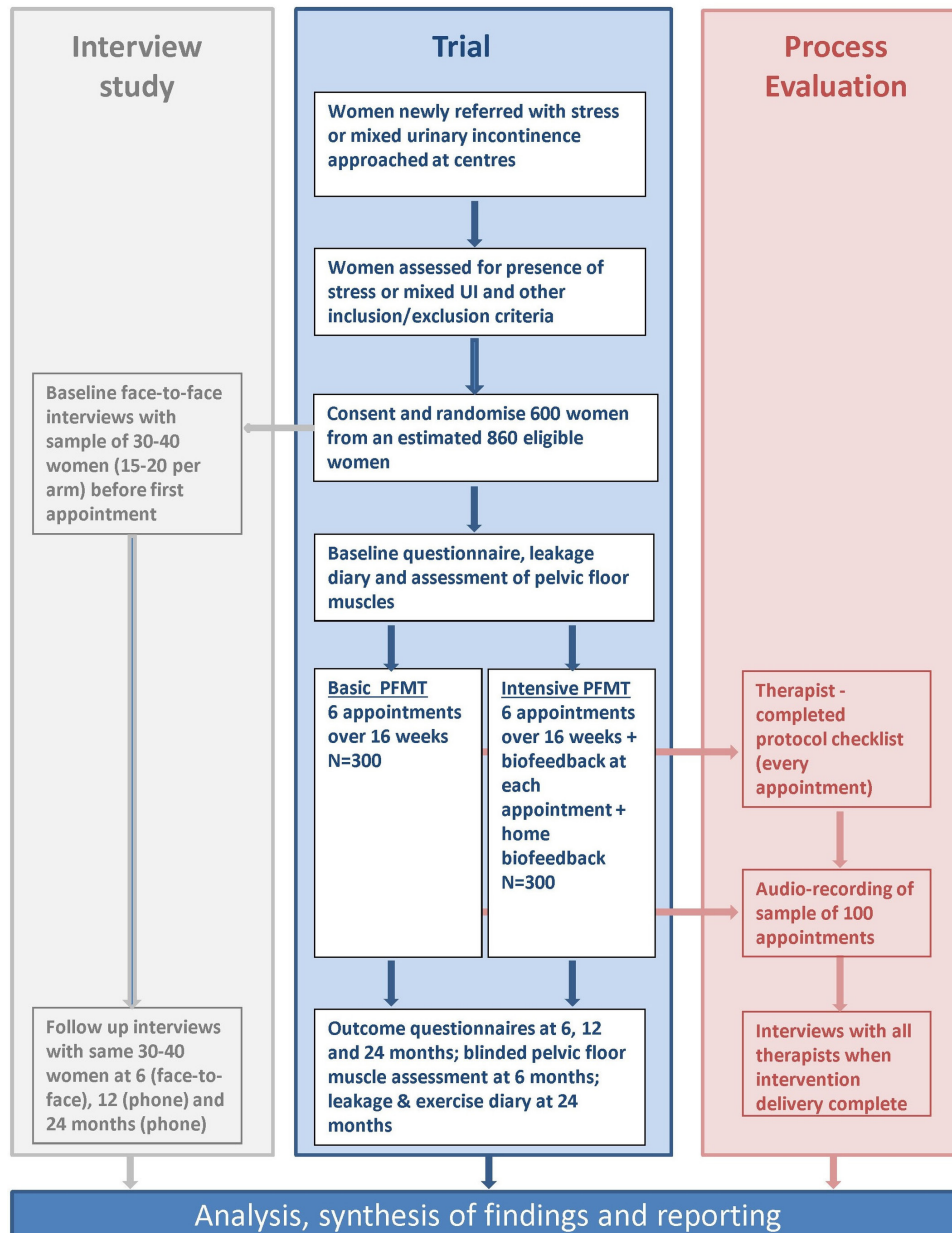 Interview
study
Baseline face-to-face
interviews with
sample of 30-40
women (15-20 per
arm) before first
appointment
Follow up interviews
with same 30-40
women at 6 (face-to-
face), 12 (phone) and
24 months (phone)
Trial
Women newly referred with stress
or mixed urinary incontinence
approached at centres
Women assessed for presence of
stress or mixed UI and other
inclusion/exclusion criteria
Consent and randomise 600 women
from an estimated 860 eligible
women
Baseline questionnaire, leakage
diary and assessment of pelvic floor
muscles
Basic PFMT
6 appointments
over 16 weeks
N=300
Intensive PFMT
6 appointments
over 16 weeks +
biofeedback at
each
appointment +
home
biofeedback
N=300
Outcome questionnaires at 6, 12
and 24 months; blinded pelvic floor
muscle assessment at 6 months;
leakage & exercise diary at 24
months
Process
Evaluation
Therapist -
completed
protocol checklist
(every
appointment)
Audio-recording of
sample of 100
appointments
Interviews with all
therapists when
intervention
delivery complete
Analysis, synthesis of findings and reporting